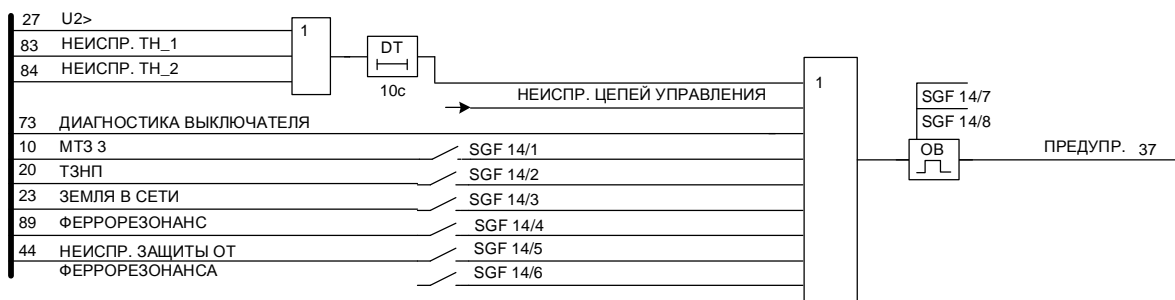 27 U2>
83 НЕИСПР. ТН_1
84 НЕИСПР. ТН_2
1
DT
10с
НЕИСПР. ЦЕПЕЙ УПРАВЛЕНИЯ
1
73 ДИАГНОСТИКА ВЫКЛЮЧАТЕЛЯ
10 МТЗ 3 SGF 14/1
20 ТЗНП SGF 14/2
23 ЗЕМЛЯ В СЕТИ SGF 14/3
89 ФЕРРОРЕЗОНАНС SGF 14/4
44 НЕИСПР. ЗАЩИТЫ ОТ SGF 14/5
ФЕРРОРЕЗОНАНСА SGF 14/6
SGF 14/7
SGF 14/8
ОВ
ПРЕДУПР. 37